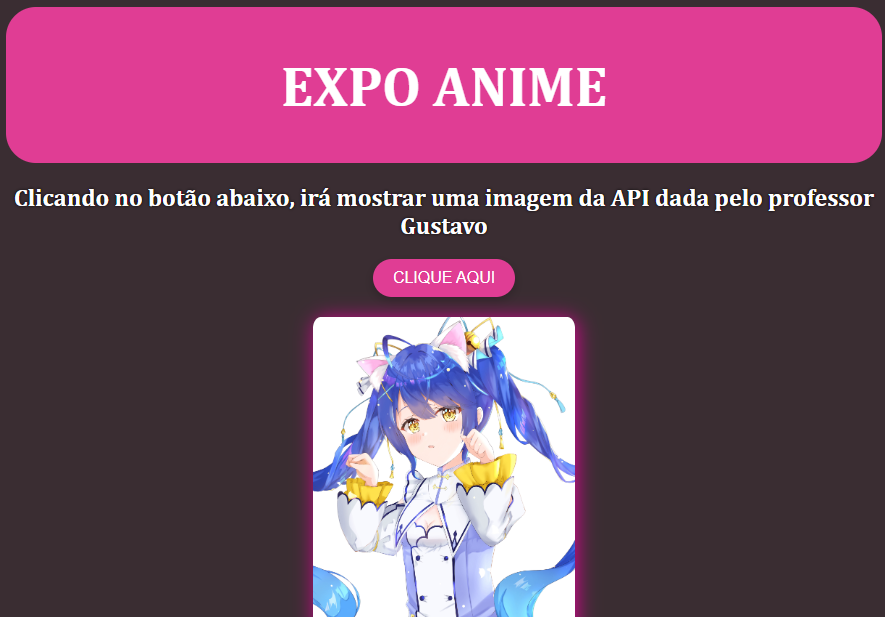 EXPO ANIME
Clicando no botão abaixo, irá mostrar uma imagem da API dada pelo professor
Gustavo
CLIQUE AQUI